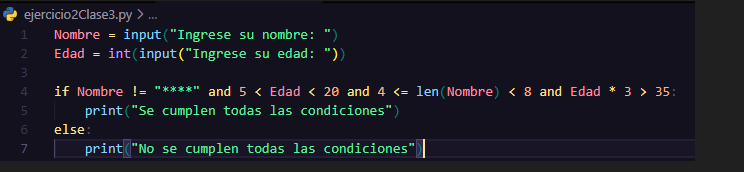 ejercicio2Clase3.py > ...
1 Nombre = input("Ingrese su nombre: ")
2 Edad = int(input("Ingrese su edad: "))
3
4 if Nombre != "****" and 5 < Edad < 20 and 4 <= len(Nombre) < 8 and Edad * 3 > 35:
5     print("Se cumplen todas las condiciones")
6 else:
7     print("No se cumplen todas las condiciones")